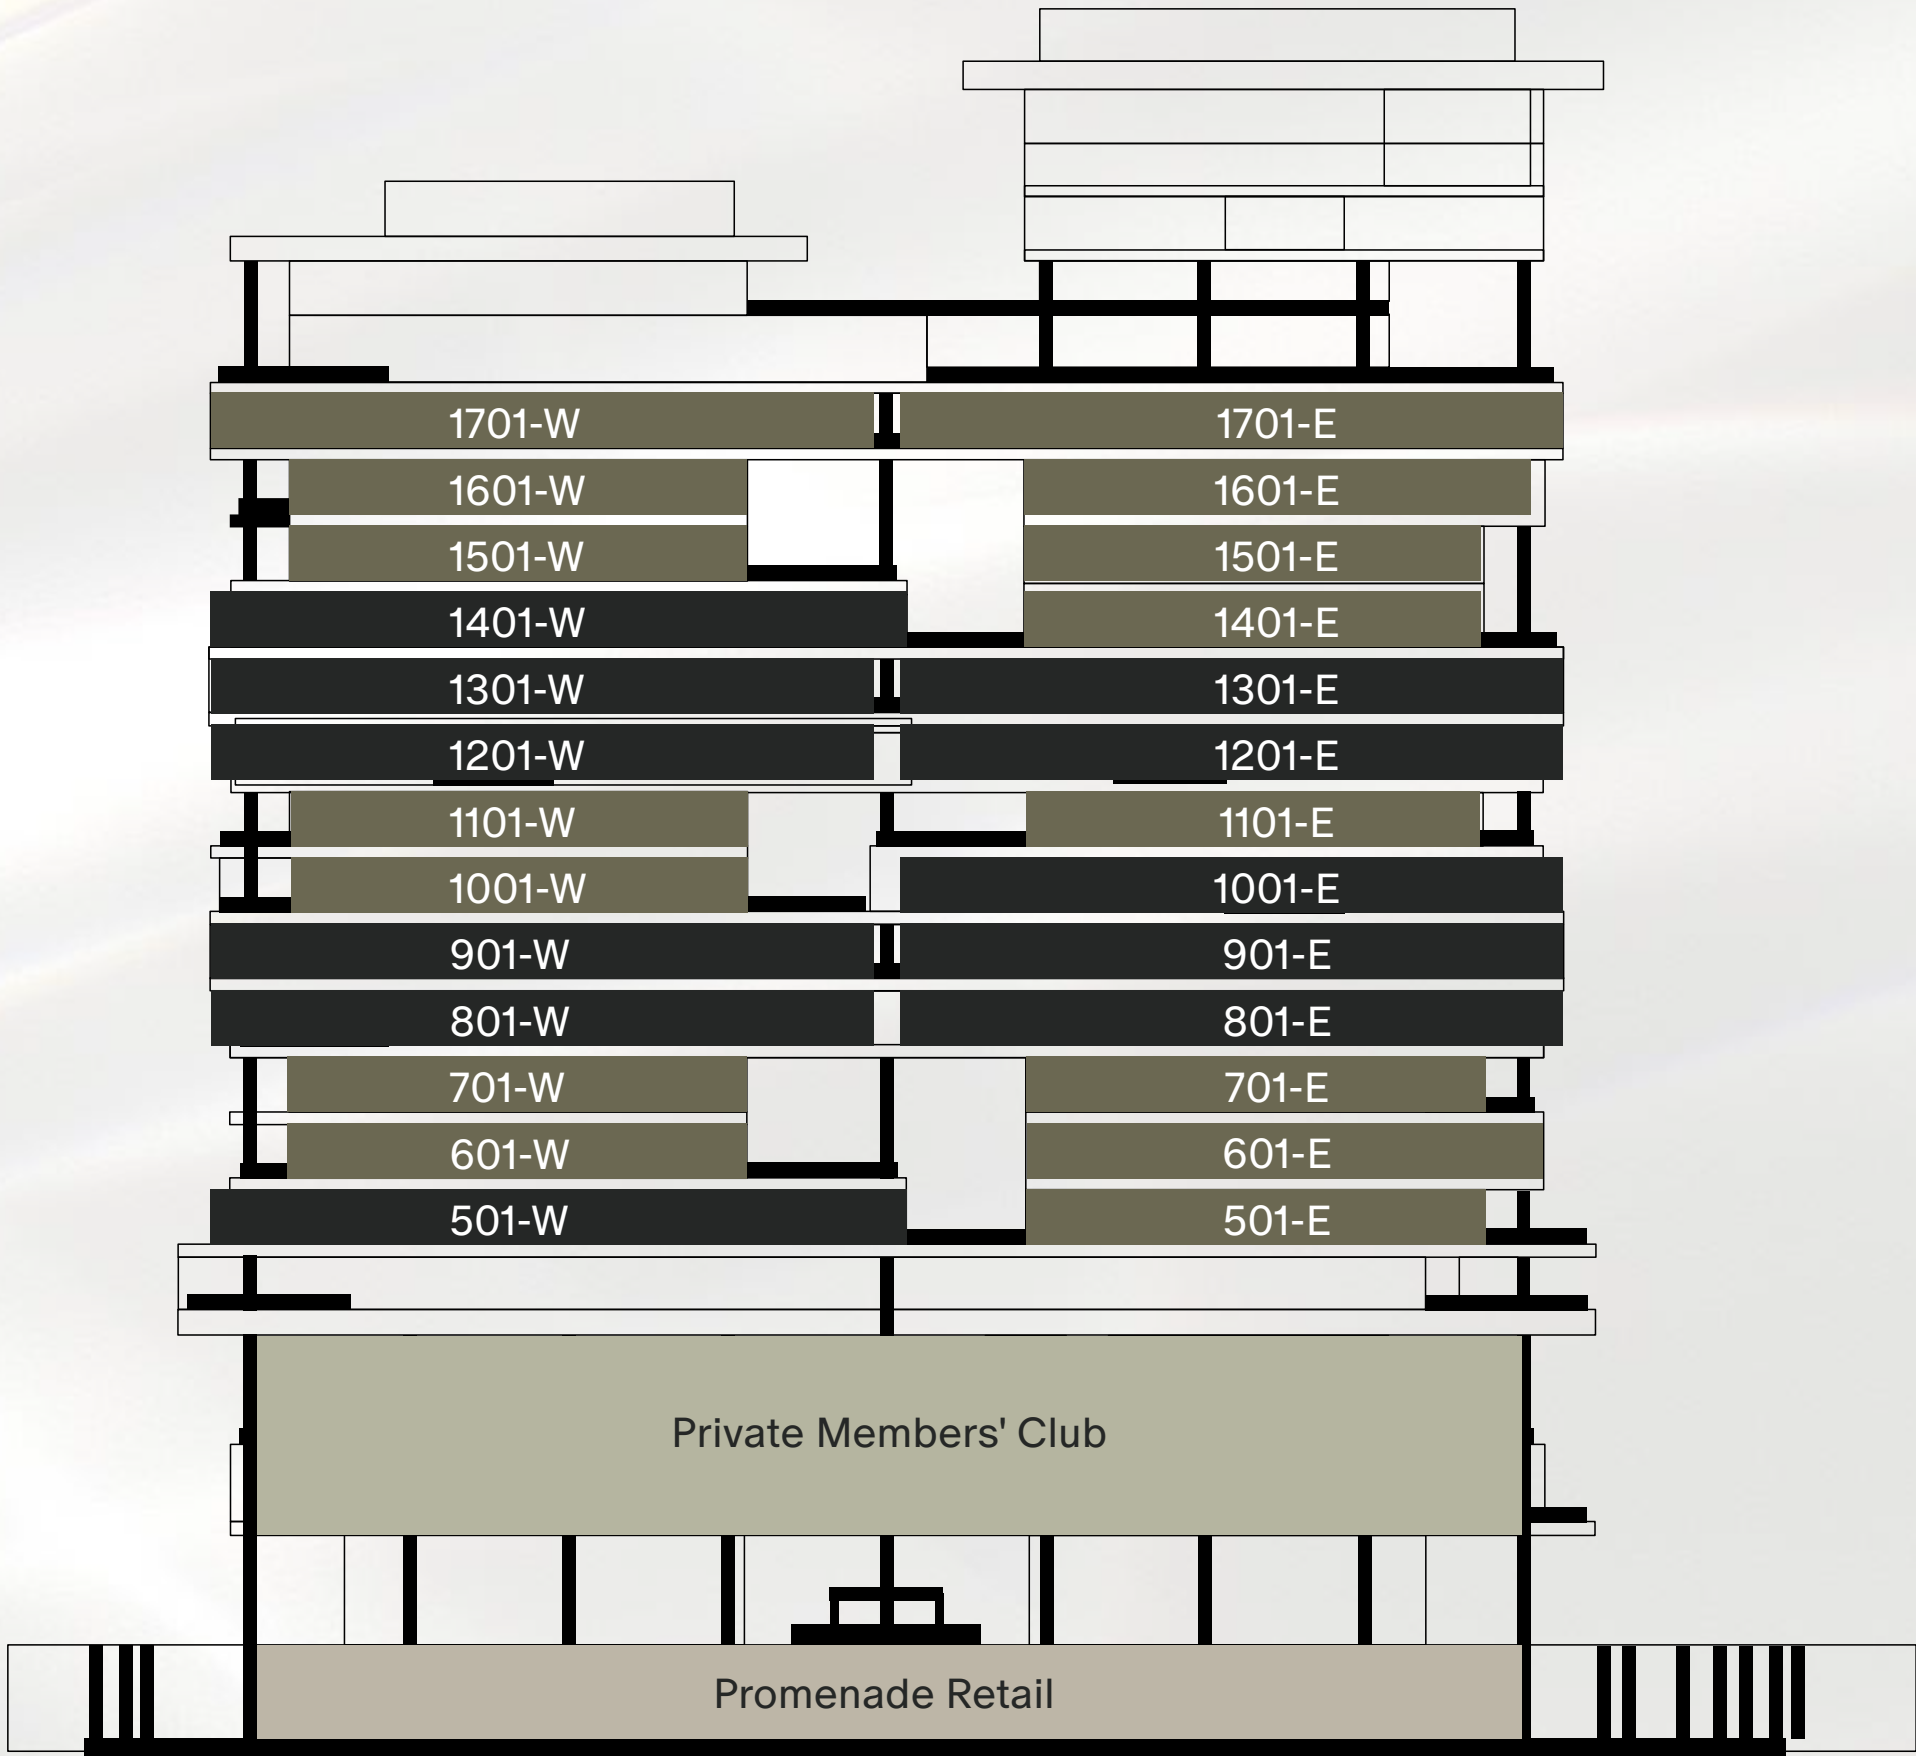 1701-W 1701-E
1601-W 1601-E
1501-W 1501-E
1401-W 1401-E
1301-W 1301-E
1201-W 1201-E
1101-W 1101-E
1001-W 1001-E
901-W 901-E
801-W 801-E
701-W 701-E
601-W 601-E
501-W 501-E
Private Members' Club
Promenade Retail